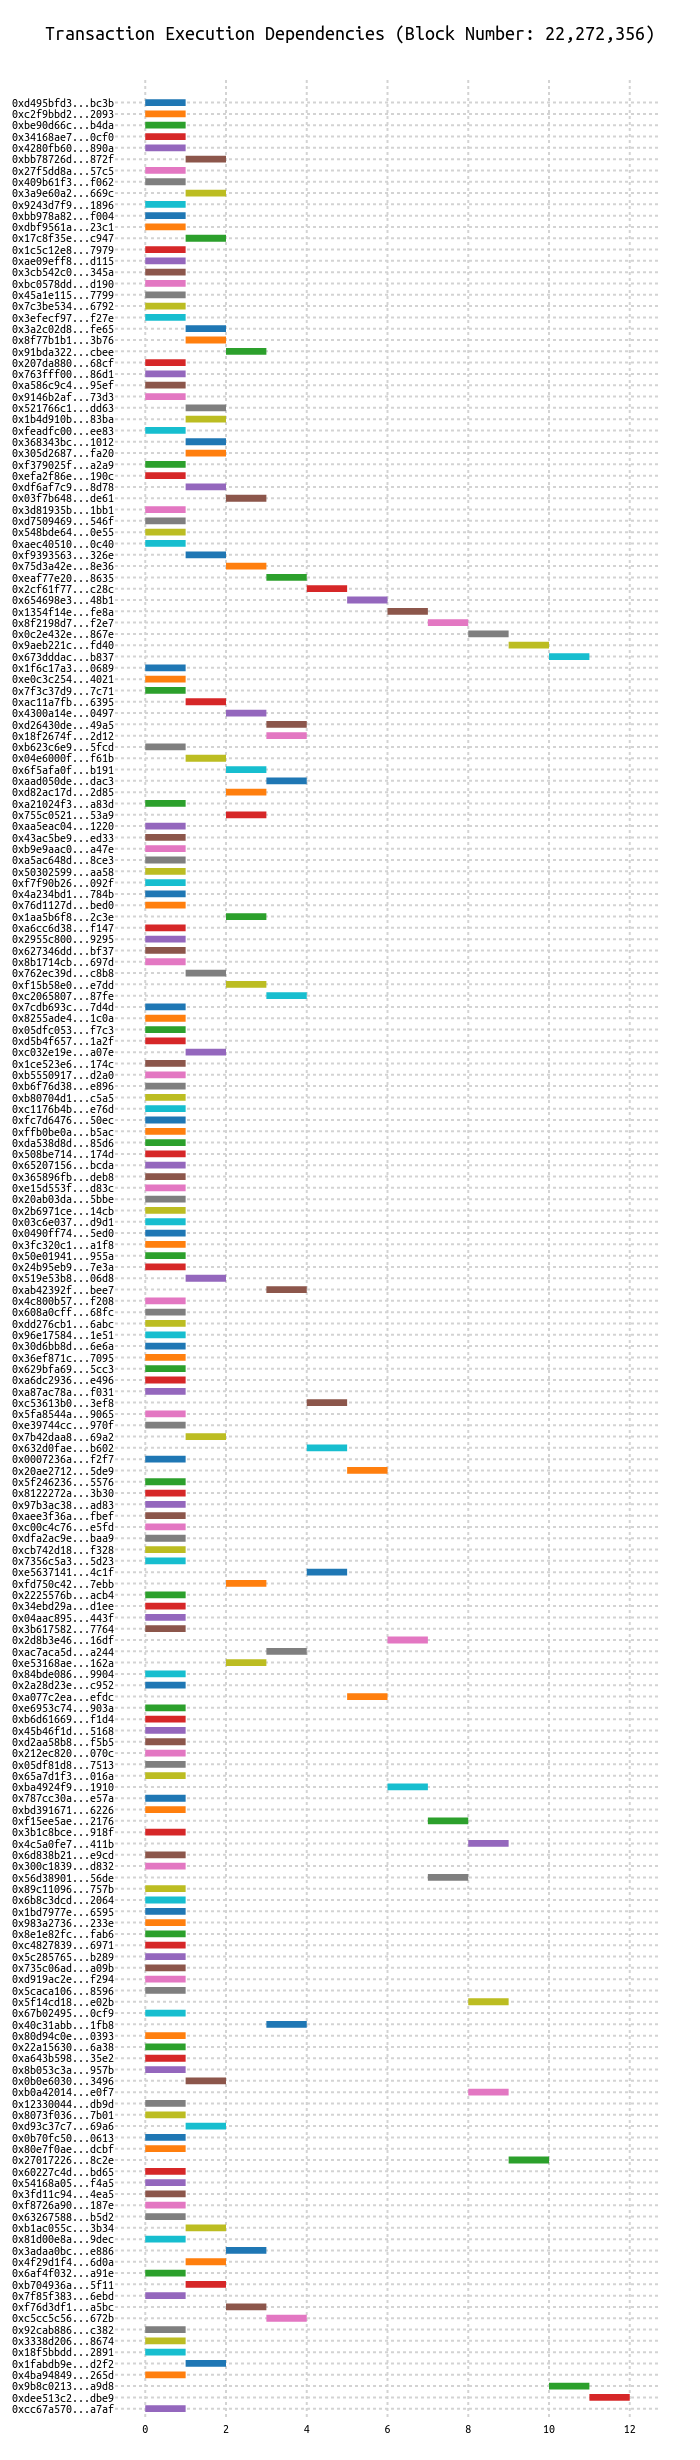 Transaction Execution Dependencies (Block Number: 22,272,356)
0xd495bfd3...bc3b
0xc2f9bbd2...2093
0xbe90d66c...b4da
0x34168ae7...0cf0
0x4280fb60...890a
0xbb78726d...872f
0x27f5dd8a...57c5
0x409b61f3...f062
0x3a9e60a2...669c
0x9243d7f9...1896
0xbb978a82...f004
0xdbf9561a...23c1
0x17c8f35e...c947
0x1c5c12e8...7979
0xae09eff8...d115
0x3cb542c0...345a
0xbc0578dd...d190
0x45a1e115...7799
0x7c3be534...6792
0x3efecf97...f27e
0x3a2c02d8...fe65
0x8f77b1b1...3b76
0x91bda322...cbee
0x207da880...68cf
0x763fff00...86d1
0xa586c9c4...95ef
0x9146b2af...73d3
0x521766c1...dd63
0x1b4d910b...83ba
0xfeadfc00...ee83
0x368343bc...1012
0x305d2687...fa20
0xf379025f...a2a9
0xefa2f86e...190c
0xdf6af7c9...8d78
0x03f7b648...de61
0x3d81935b...1bb1
0xd7509469...546f
0x548bde64...0e55
0xaec40510...0c40
0xf9393563...326e
0x75d3a42e...8e36
0xeaf77e20...8635
0x2cf61f77...c28c
0x654698e3...48b1
0x1354f14e...fe8a
0x8f2198d7...f2e7
0x0c2e432e...867e
0x9aeb221c...fd40
0x673dddac...b837
0x1f6c17a3...0689
0xe0c3c254...4021
0x7f3c37d9...7c71
0xac11a7fb...6395
0x4300a14e...0497
0xd26430de...49a5
0x18f2674f...2d12
0xb623c6e9...5fcd
0x04e6000f...f61b
0x6f5afa0f...b191
0xaad050de...dac3
0xd82ac17d...2d85
0xa21024f3...a83d
0x755c0521...53a9
0xaa5eac04...1220
0x43ac5be9...ed33
0xb9e9aac0...a47e
0xa5ac648d...8ce3
0x50302599...aa58
0xf7f90b26...092f
0x4a234bd1...784b
0x76d1127d...bed0
0x1aa5b6f8...2c3e
0xa6cc6d38...f147
0x2955c800...9295
0x627346dd...bf37
0x8b1714cb...697d
0x762ec39d...c8b8
0xf15b58e0...e7dd
0xc2065807...87fe
0x7cdb693c...7d4d
0x8255ade4...1c0a
0x05dfc053...f7c3
0xd5b4f657...1a2f
0xc032e19e...a07e
0x1ce523e6...174c
0xb5550917...d2a0
0xb6f76d38...e896
0xb80704d1...c5a5
0xc1176b4b...e76d
0xfc7d6476...50ec
0xffb0be0a...b5ac
0xda538d8d...85d6
0x508be714...174d
0x65207156...bcda
0x365896fb...deb8
0xe15d553f...d83c
0x20ab03da...5bbe
0x2b6971ce...14cb
0x03c6e037...d9d1
0x0490ff74...5ed0
0x3fc320c1...a1f8
0x50e01941...955a
0x24b95eb9...7e3a
0x519e53b8...06d8
0xab42392f...bee7
0x4c800b57...f208
0x608a0cff...68fc
0xdd276cb1...6abc
0x96e17584...1e51
0x30d6bb8d...6e6a
0x36ef871c...7095
0x629bfa69...5cc3
0xa6dc2936...e496
0xa87ac78a...f031
0xc53613b0...3ef8
0x5fa8544a...9065
0xe39744cc...970f
0x7b42daa8...69a2
0x632d0fae...b602
0x0007236a...f2f7
0x20ae2712...5de9
0x5f246236...5576
0x8122272a...3b30
0x97b3ac38...ad83
0xaee3f36a...fbef
0xc00c4c76...e5fd
0xdfa2ac9e...baa9
0xcb742d18...f328
0x7356c5a3...5d23
0xe5637141...4c1f
0xfd750c42...7ebb
0x2225576b...acb4
0x34ebd29a...d1ee
0x04aac895...443f
0x3b617582...7764
0x2d8b3e46...16df
0xac7aca5d...a244
0xe53168ae...162a
0x84bde086...9904
0x2a28d23e...c952
0xa077c2ea...efdc
0xe6953c74...903a
0xb6d61669...f1d4
0x45b46f1d...5168
0xd2aa58b8...f5b5
0x212ec820...070c
0x05df81d8...7513
0x65a7d1f3...016a
0xba4924f9...1910
0x787cc30a...e57a
0xbd391671...6226
0xf15ee5ae...2176
0x3b1c8bce...918f
0x4c5a0fe7...411b
0x6d838b21...e9cd
0x300c1839...d832
0x56d38901...56de
0x89c11096...757b
0x6b8c3dcd...2064
0x1bd7977e...6595
0x983a2736...233e
0x8e1e82fc...fab6
0xc4827839...6971
0x5c285765...b289
0x735c06ad...a09b
0xd919ac2e...f294
0x5caca106...8596
0x5f14cd18...e02b
0x67b02495...0cf9
0x40c31abb...1fb8
0x80d94c0e...0393
0x22a15630...6a38
0xa643b598...35e2
0x8b053c3a...957b
0x0b0e6030...3496
0xb0a42014...e0f7
0x12330044...db9d
0x8073f036...7b01
0xd93c37c7...69a6
0x0b70fc50...0613
0x80e7f0ae...dcbf
0x27017226...8c2e
0x60227c4d...bd65
0x54168a05...f4a5
0x3fd11c94...4ea5
0xf8726a90...187e
0x63267588...b5d2
0xb1ac055c...3b34
0x81d00e8a...9dec
0x3adaa0bc...e886
0x4f29d1f4...6d0a
0x6af4f032...a91e
0xb704936a...5f11
0x7f85f383...6ebd
0xf76d3df1...a5bc
0xc5cc5c56...672b
0x92cab886...c382
0x3338d206...8674
0x18f5bbdd...2891
0x1fabdb9e...d2f2
0x4ba94849...265d
0x9b8c0213...a9d8
0xdee513c2...dbe9
0xcc67a570...a7af
0 2 4 6 8 10 12